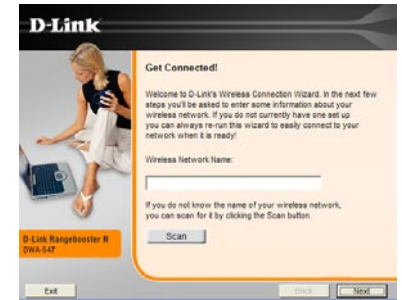 D-Link
Get Connected!
Welcome to D-Link's Wireless Connection Wizard. In the next few
steps you'll be asked to enter some information about your
wireless network. If you do not currently have one set up
you can always re-run this wizard to easily connect to your
network when it is ready!
Wireless Network Name:
If you do not know the name of your wireless network,
you can scan for it by clicking the Scan button.
Scan
D-Link Rangebooster N
DWA-547
Exit
Back
Next